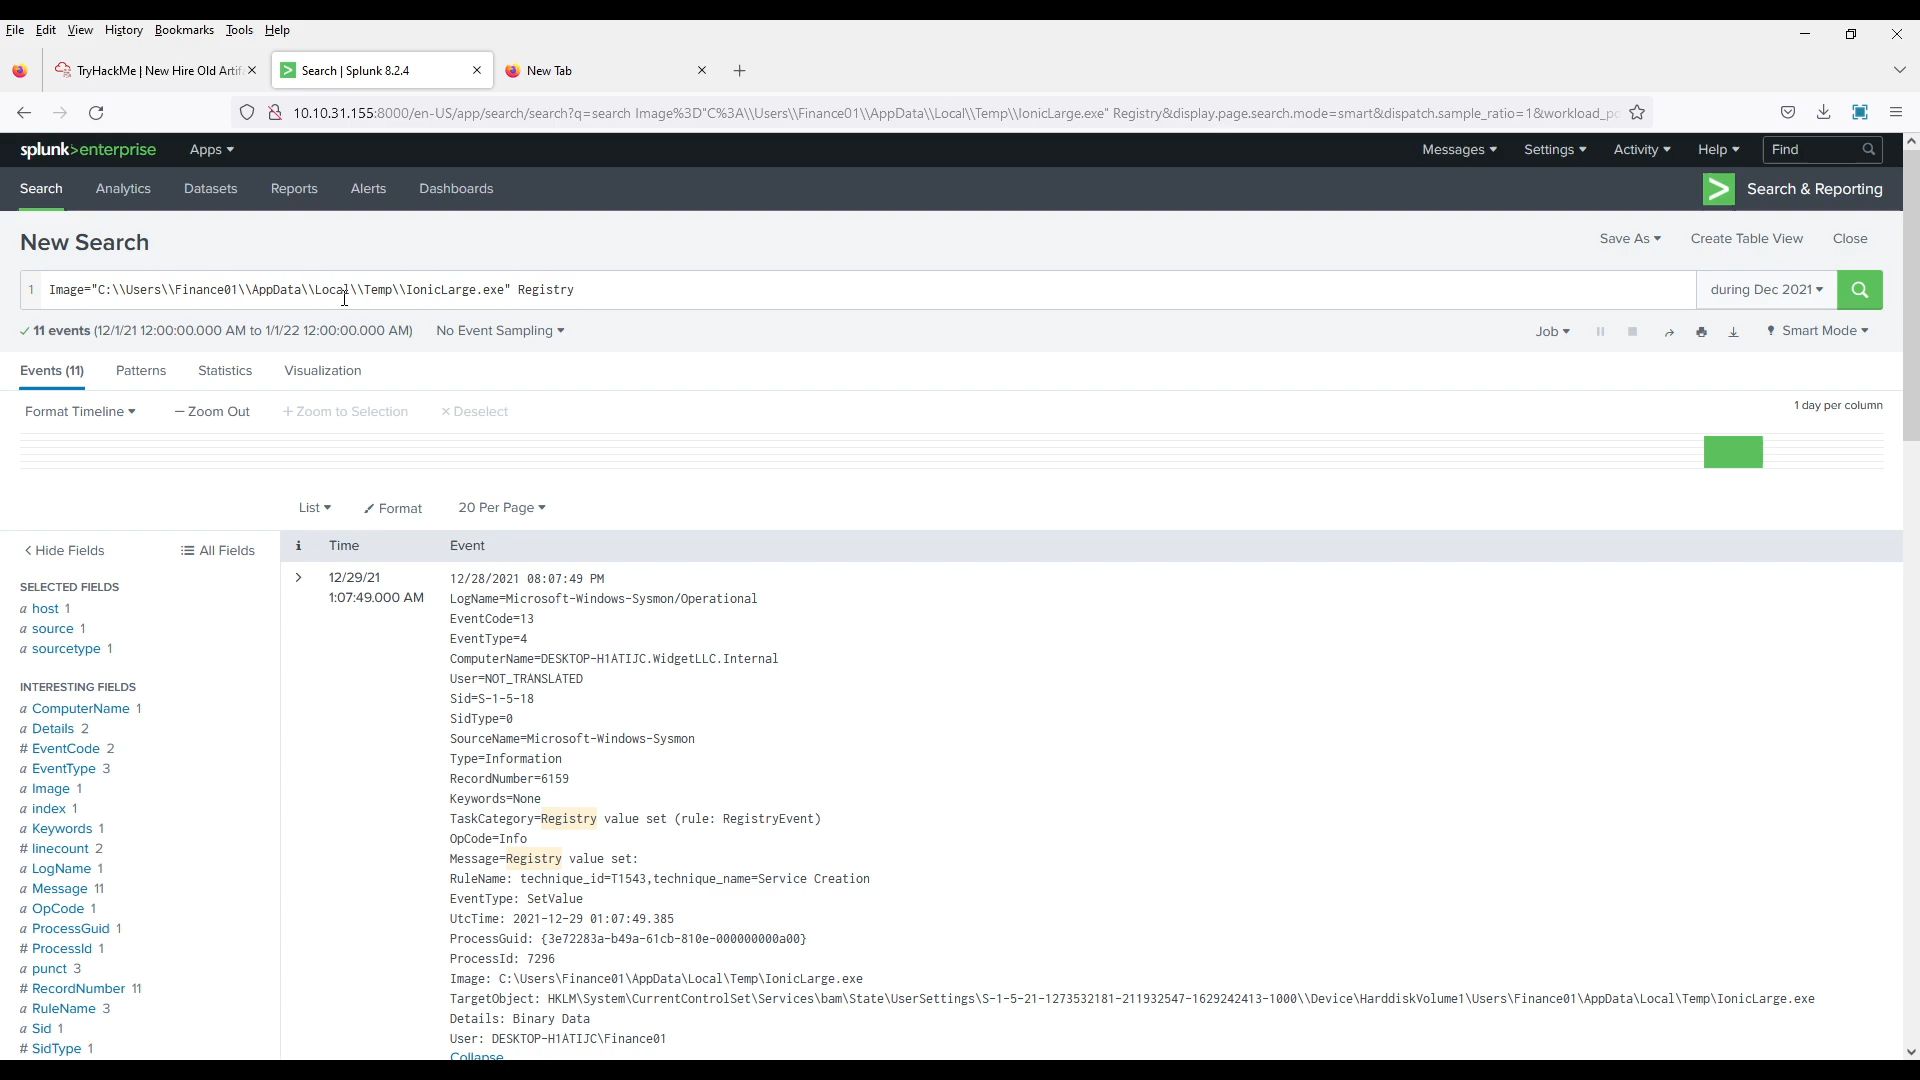 File Edit View History Bookmarks Tools Help
TryHackMe | New Hire Old Artif
Search | Splunk 8.2.4
New Tab
10.10.31.155:8000/en-US/app/search/search?q=search Image%3D"C%3A\\Users\\Finance01\\AppData\\Local\\Temp\\IonicLarge.exe" Registry&display.page.search.mode=smart&dispatch.sample_ratio=1&workload_po
splunk>enterprise Apps Messages Settings Activity Help Find
Search Analytics Datasets Reports Alerts Dashboards Search & Reporting
New Search Save As Create Table View Close
1 Image="C:\\Users\\Finance01\\AppData\\Local\\Temp\\IonicLarge.exe" Registry during Dec 2021
11 events (12/1/21 12:00:00.000 AM to 1/1/22 12:00:00.000 AM) No Event Sampling Job Smart Mode
Events (11) Patterns Statistics Visualization
Format Timeline — Zoom Out + Zoom to Selection × Deselect 1 day per column
List Format 20 Per Page
< Hide Fields All Fields
i Time Event
SELECTED FIELDS
a host 1
a source 1
a sourcetype 1
INTERESTING FIELDS
a ComputerName 1
a Details 2
# EventCode 2
a EventType 3
a Image 1
a index 1
a Keywords 1
# linecount 2
a LogName 1
a Message 11
a OpCode 1
a ProcessGuid 1
# ProcessId 1
a punct 3
# RecordNumber 11
a RuleName 3
a Sid 1
# SidType 1
12/29/21
1:07:49.000 AM
12/28/2021 08:07:49 PM
LogName=Microsoft-Windows-Sysmon/Operational
EventCode=13
EventType=4
ComputerName=DESKTOP-H1ATIJC.WidgetLLC.Internal
User=NOT_TRANSLATED
Sid=S-1-5-18
SidType=0
SourceName=Microsoft-Windows-Sysmon
Type=Information
RecordNumber=6159
Keywords=None
TaskCategory=Registry value set (rule: RegistryEvent)
OpCode=Info
Message=Registry value set:
RuleName: technique_id=T1543,technique_name=Service Creation
EventType: SetValue
UtcTime: 2021-12-29 01:07:49.385
ProcessGuid: {3e72283a-b49a-61cb-810e-000000000a00}
ProcessId: 7296
Image: C:\Users\Finance01\AppData\Local\Temp\IonicLarge.exe
TargetObject: HKLM\System\CurrentControlSet\Services\bam\State\UserSettings\S-1-5-21-1273532181-211932547-1629242413-1000\\Device\HarddiskVolume1\Users\Finance01\AppData\Local\Temp\IonicLarge.exe
Details: Binary Data
User: DESKTOP-H1ATIJC\Finance01
Collapse